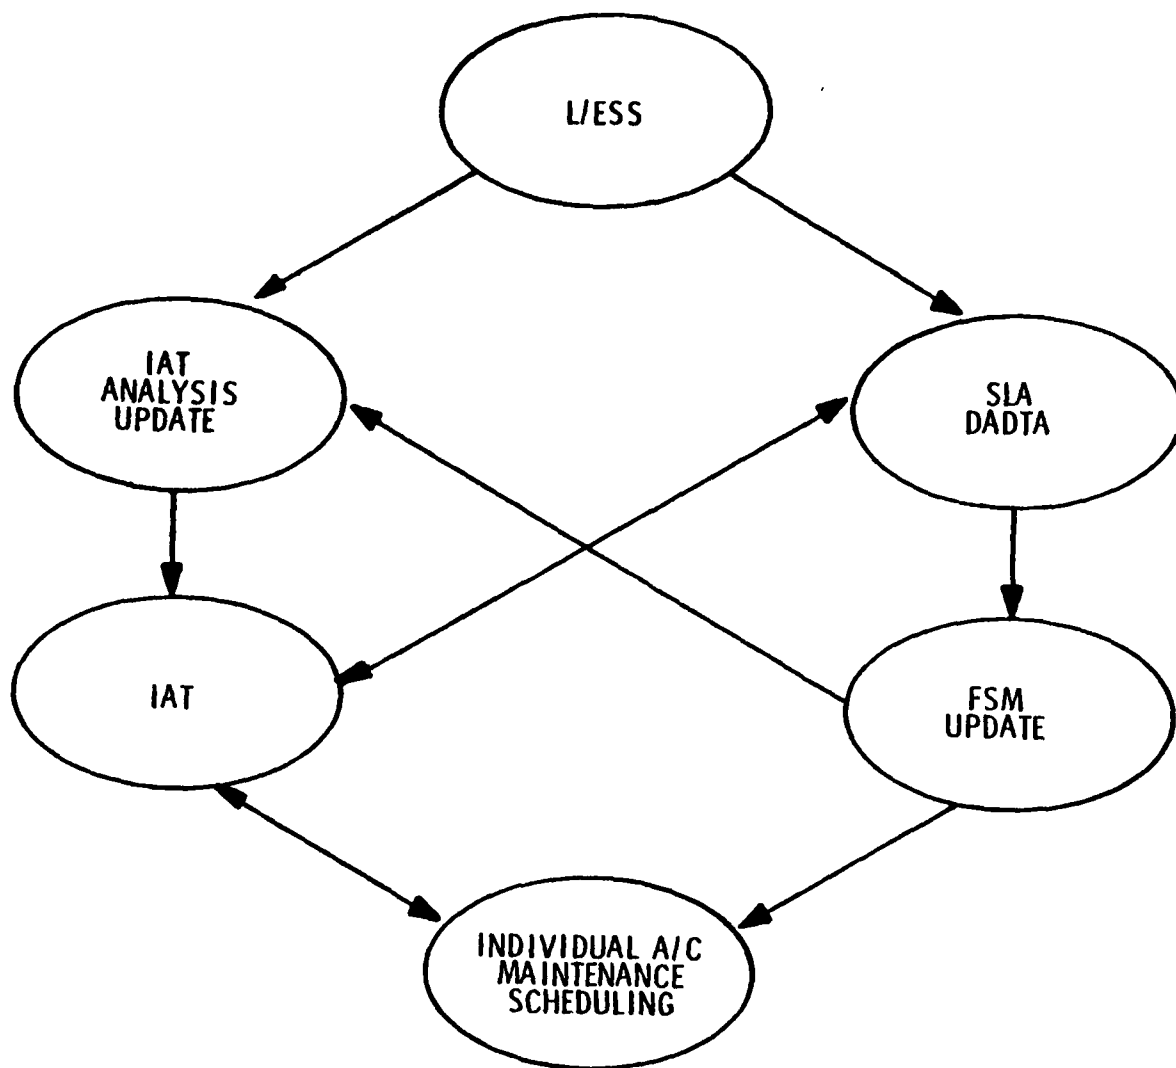 L/ESS
IAT
ANALYSIS
UPDATE
SLA
DADTA
IAT
FSM
UPDATE
INDIVIDUAL A/C
MAINTENANCE
SCHEDULING